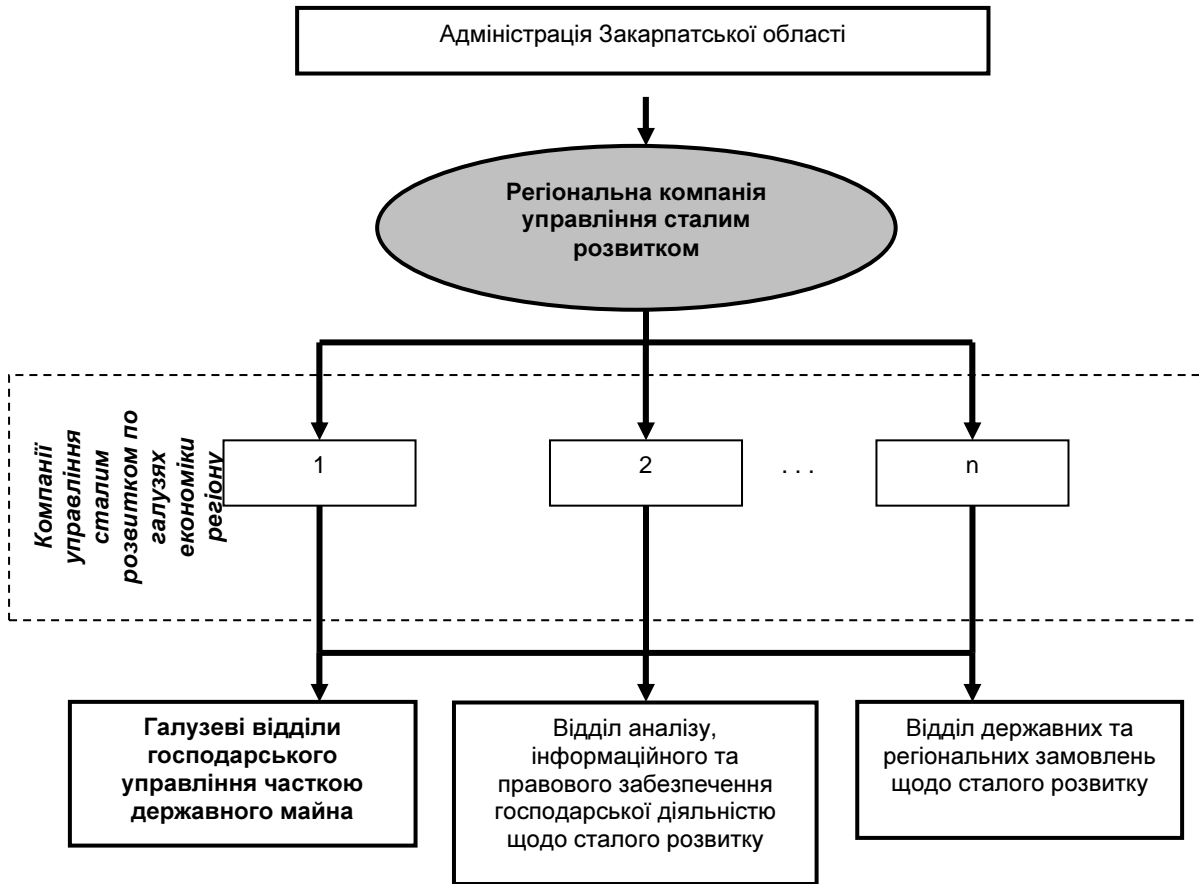 Адміністрація Закарпатської області
Регіональна компанія
управління сталим
розвитком
Компанії
управління
сталим
розвитком по
галузях
економіки
регіону
1
2
. . .
n
Галузеві відділи
господарського
управління часткою
державного майна
Відділ аналізу,
інформаційного та
правового забезпечення
господарської діяльністю
щодо сталого розвитку
Відділ державних та
регіональних замовлень
щодо сталого розвитку